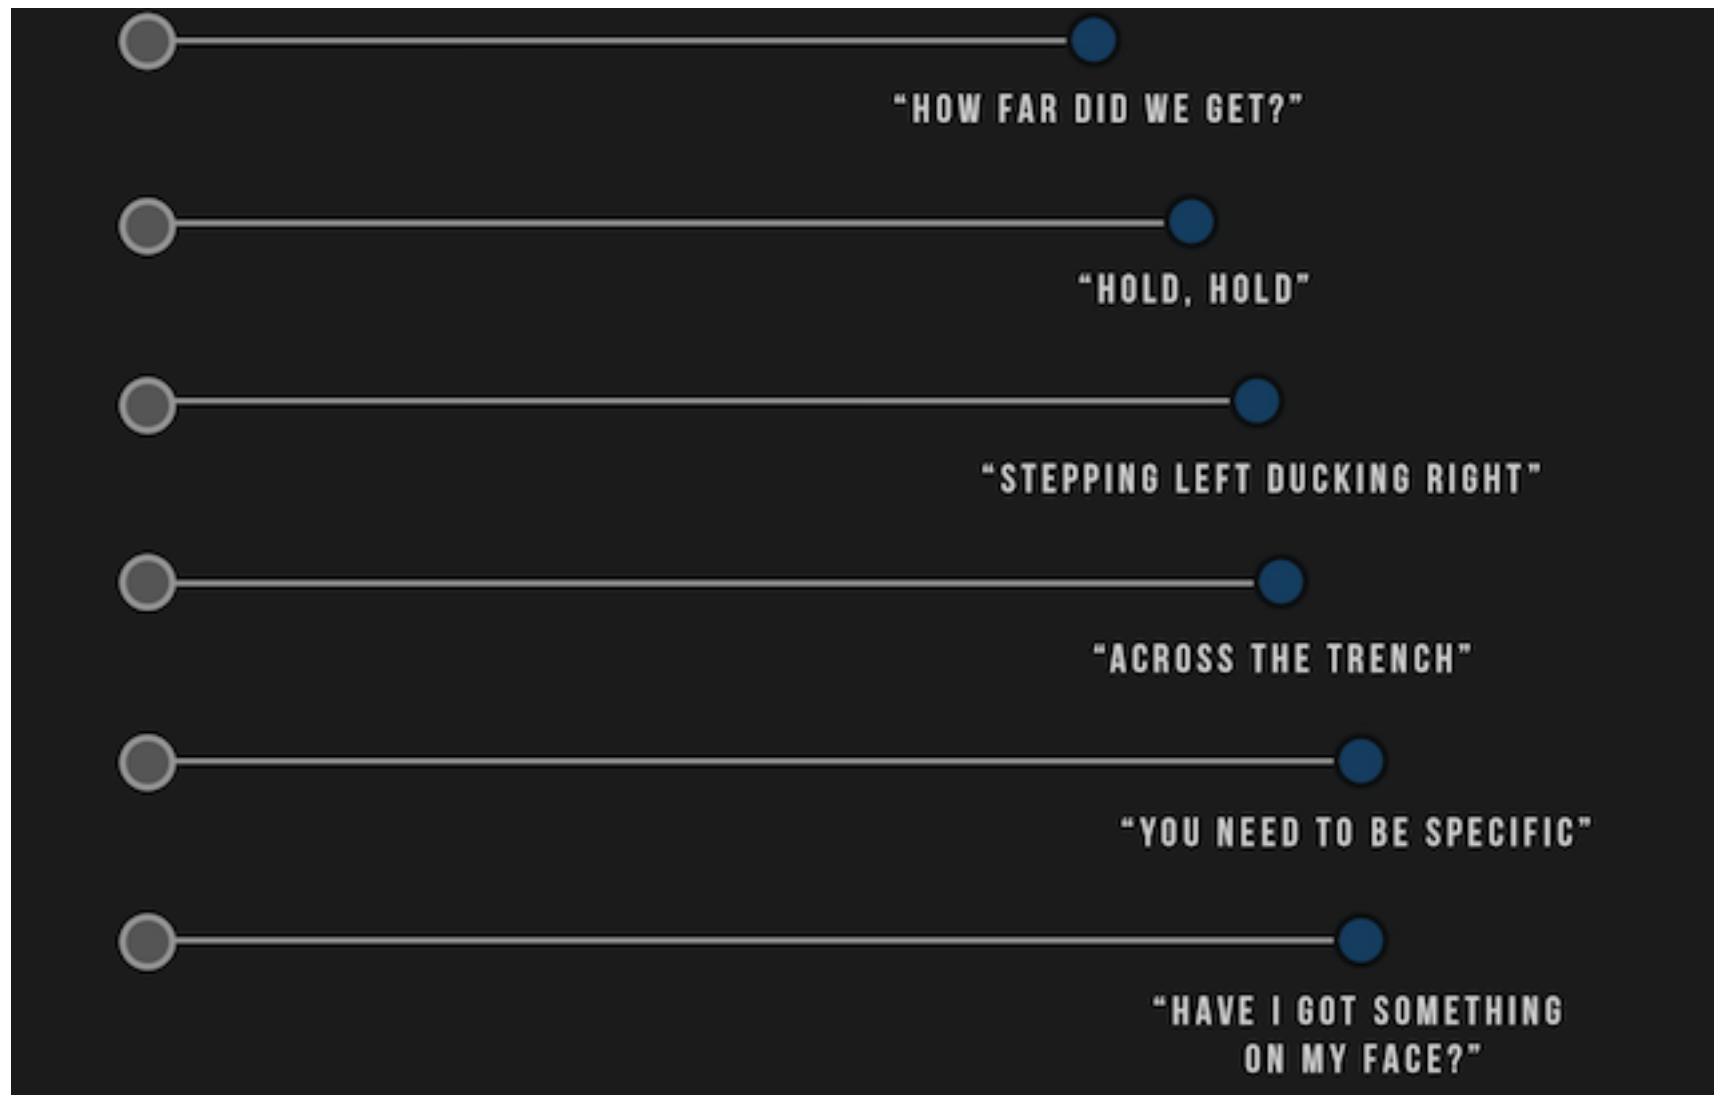 “HOW FAR DID WE GET?”
“HOLD, HOLD”
“STEPPING LEFT DUCKING RIGHT”
“ACROSS THE TRENCH”
“YOU NEED TO BE SPECIFIC”
“HAVE I GOT SOMETHING
ON MY FACE?”